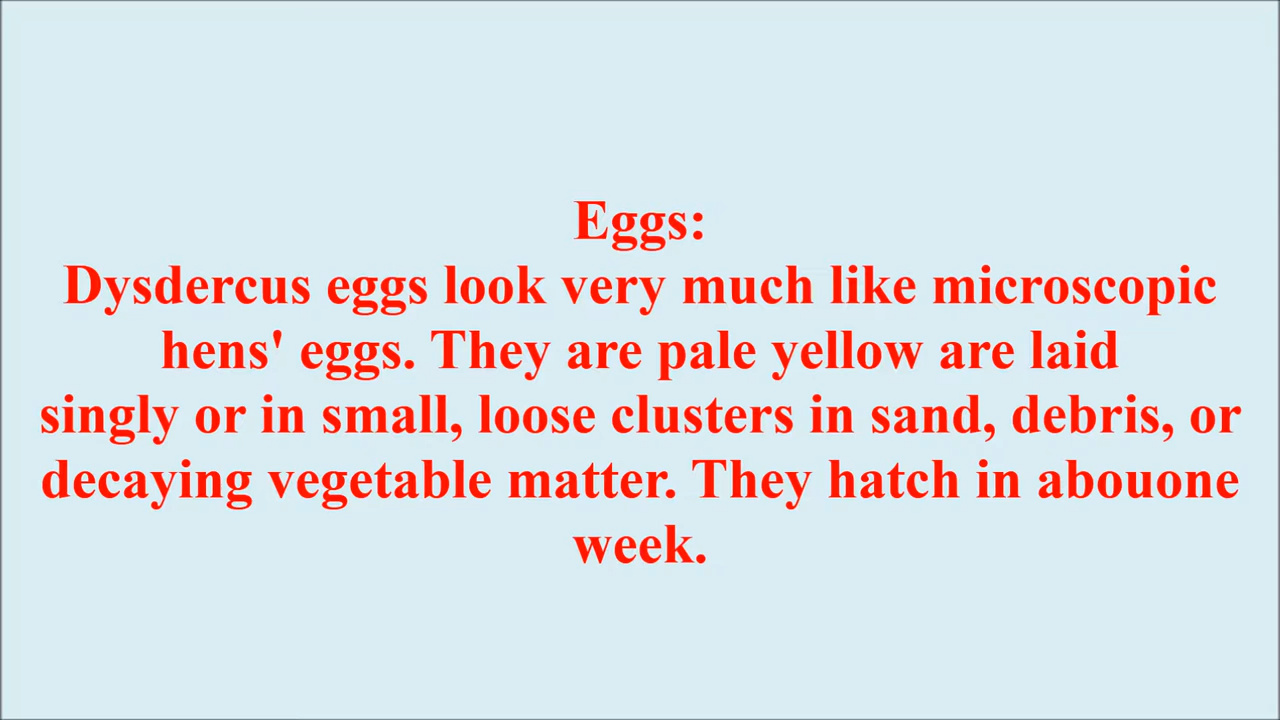 Eggs:
Dysdercus eggs look very much like microscopic
hens' eggs. They are pale yellow are laid
singly or in small, loose clusters in sand, debris, or
decaying vegetable matter. They hatch in abouone
week.